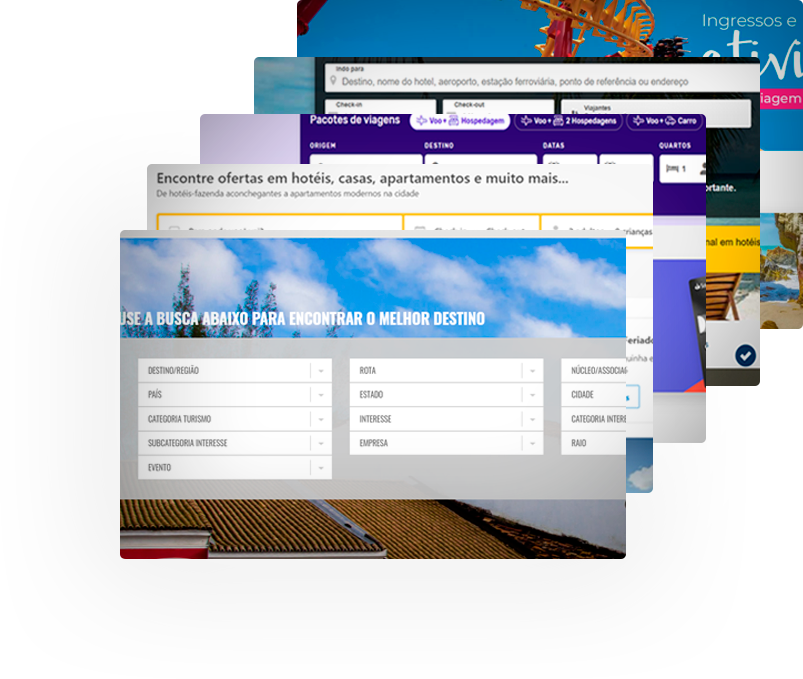 Ingressos e
ativi
iagem
Indo para
Destino, nome do hotel, aeroporto, estação ferroviária, ponto de referência ou endereço
Check-in
Check-out
Viajantes
Pacotes de viagens
Voo + Hospedagem
Voo + 2 Hospedagens
Voo + Carro
ORIGEM
DESTINO
DATAS
QUARTOS
1
ortante.
nal em hotéis
Encontre ofertas em hotéis, casas, apartamentos e muito mais...
De hotéis-fazenda aconchegantes a apartamentos modernos na cidade
crianças
eriado
uinha e
s
USE A BUSCA ABAIXO PARA ENCONTRAR O MELHOR DESTINO
DESTINO/REGIÃO
ROTA
NÚCLEO/ASSOCIA
PAÍS
ESTADO
CIDADE
CATEGORIA TURISMO
INTERESSE
CATEGORIA INTERE
SUBCATEGORIA INTERESSE
EMPRESA
RAIO
EVENTO